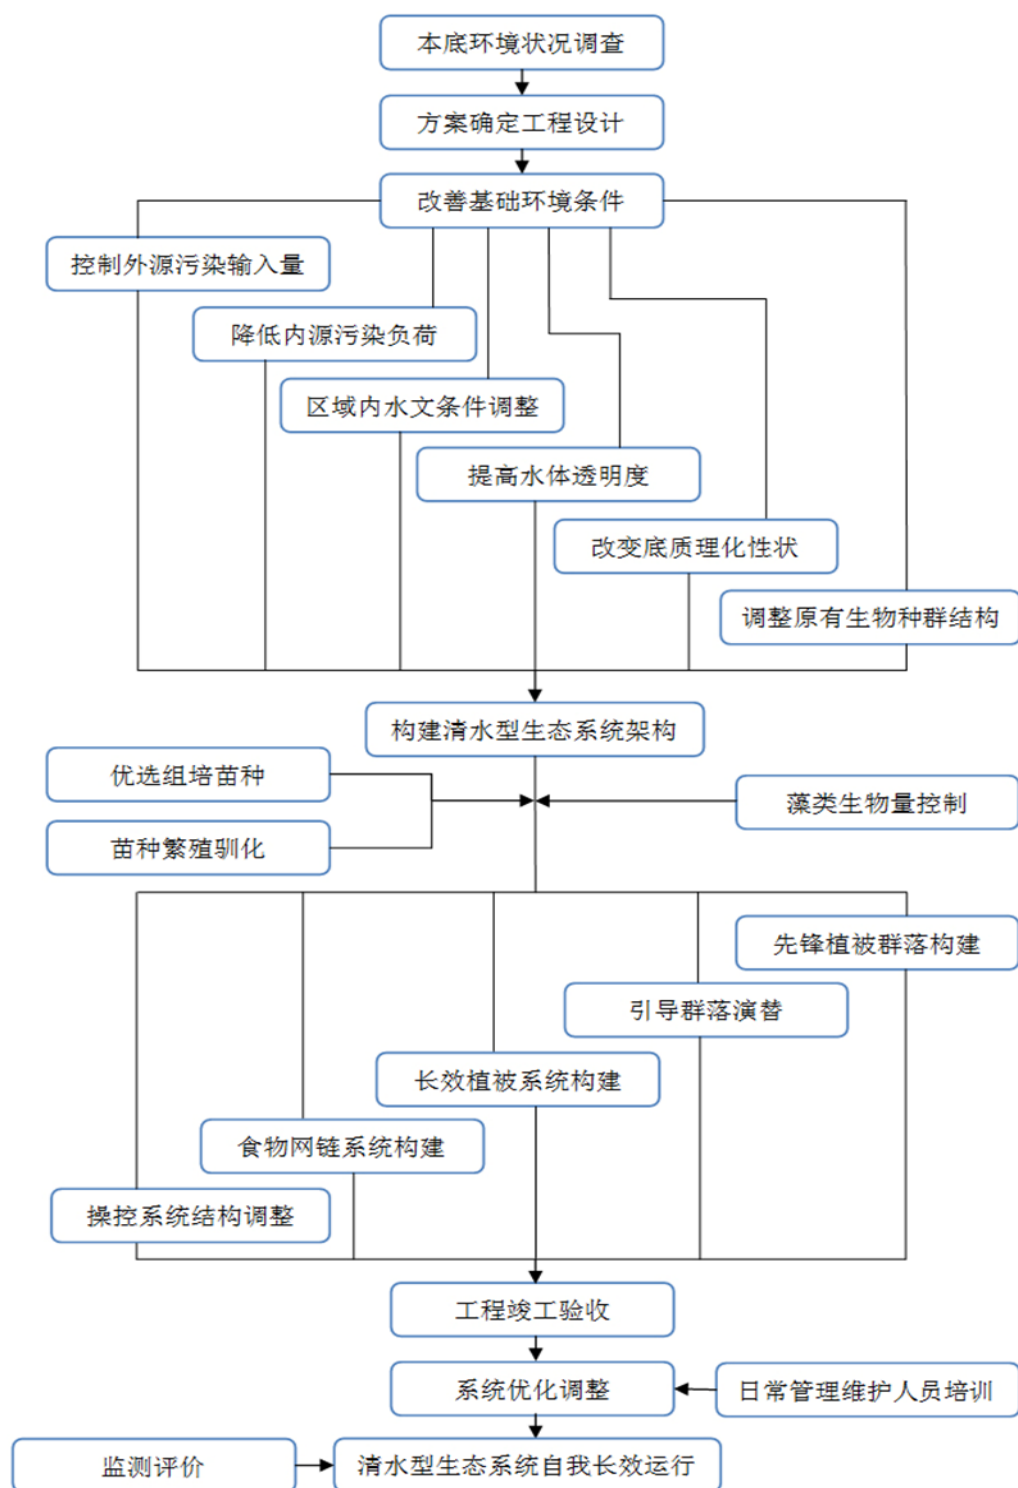 本底环境状况调查
方案确定工程设计
改善基础环境条件
控制外源污染输入量
降低内源污染负荷
区域内水文条件调整
提高水体透明度
改变底质理化性状
调整原有生物种群结构
构建清水型生态系统架构
优选组培苗种
藻类生物量控制
苗种繁殖驯化
先锋植被群落构建
引导群落演替
长效植被系统构建
食物网链系统构建
操控系统结构调整
工程竣工验收
系统优化调整
日常管理维护人员培训
监测评价
清水型生态系统自我长效运行